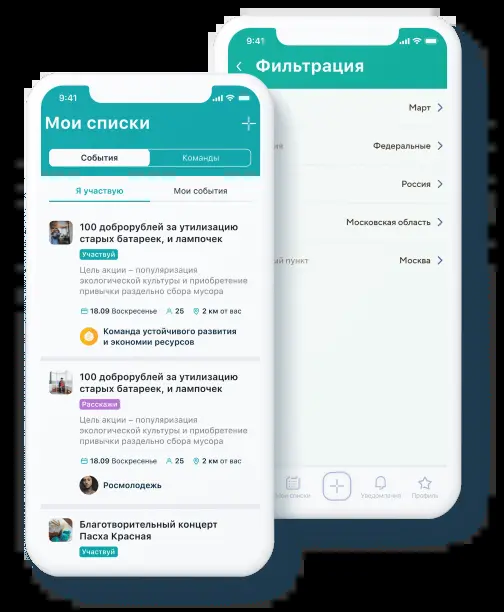 9:41
Мои списки
События
Команды
Я участвую
Мои события
100 доброрублей за утилизацию
старых батареек, и лампочек
Участвуй
Цель акции – популяризация
экологической культуры и приобретение
привычки раздельно сбора мусора
18.09 Воскресенье 25 2 км от вас
Команда устойчивого развития
и экономии ресурсов
100 доброрублей за утилизацию
старых батареек, и лампочек
Расскажи
Цель акции – популяризация
экологической культуры и приобретение
привычки раздельно сбора мусора
18.09 Воскресенье 25 2 км от вас
Росмолодежь
Благотворительный концерт
Пасха Красная
Участвуй
9:41
Фильтрация
Март
Федеральные
Россия
Московская область
пункт
Москва
списки
Уведомления
Профиль